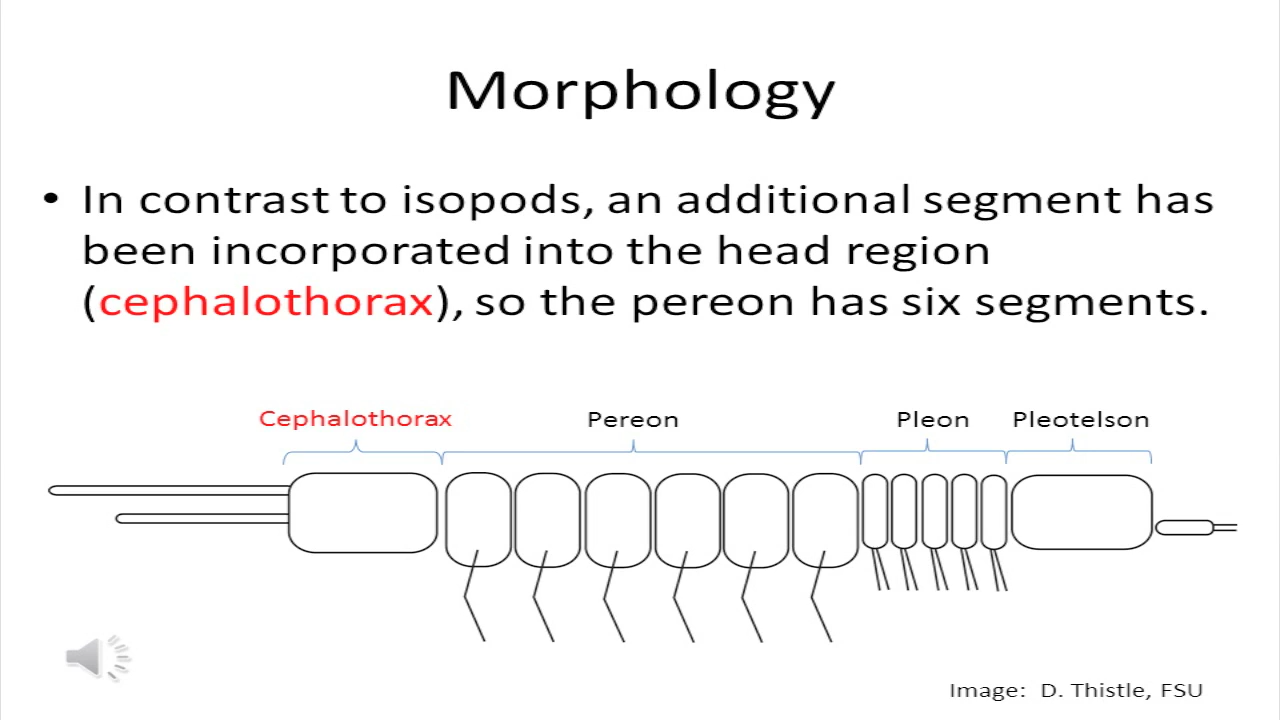 Morphology
• In contrast to isopods, an additional segment has
been incorporated into the head region
(cephalothorax), so the pereon has six segments.
Cephalothorax Pereon Pleon Pleotelson
Image: D. Thistle, FSU